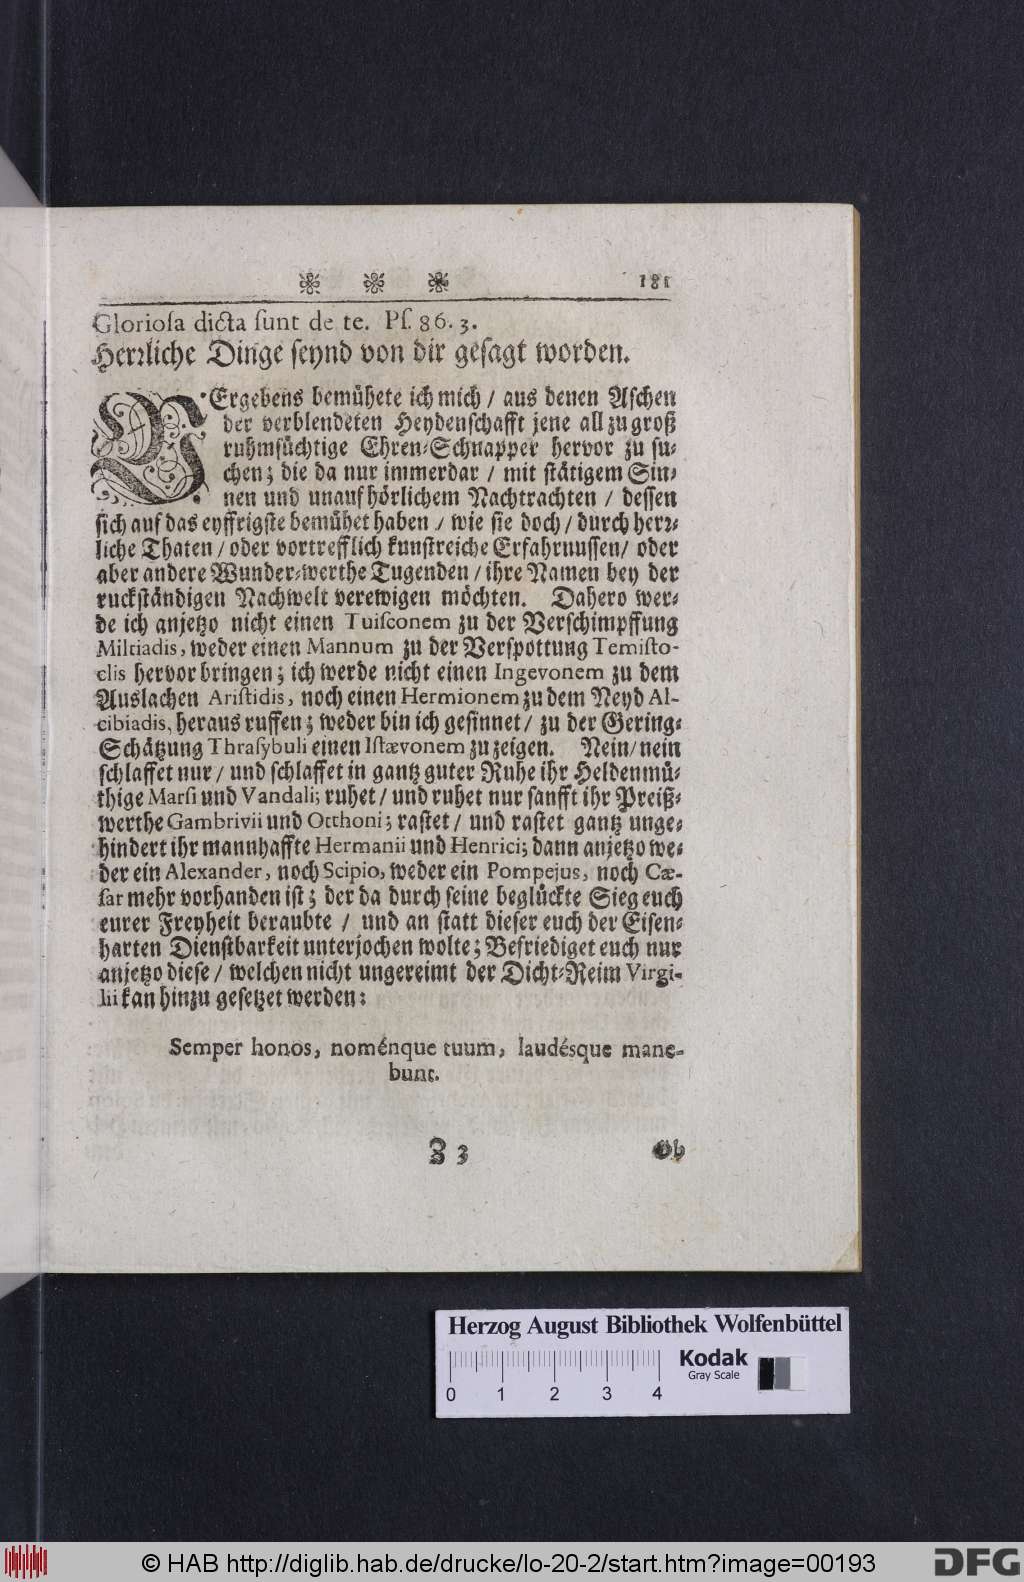 181
Gloriosa dicta sunt de te. Ps. 86. 3.
Herrliche Dinge seynd von dir gesagt worden.
VErgebens bemühete ich mich / aus denen Aschen
der verblendeten Heydenschafft jene all zu groß
ruhmsüchtige Ehren-Schnapper hervor zu su-
chen; die da nur immerdar / mit stätigem Sin-
nen und unaufhörlichem Nachtrachten / dessen
sich auf das eyffrigste bemühet haben / wie sie doch / durch herr-
liche Thaten / oder vortrefflich kunstreiche Erfahrnussen / oder
aber andere Wunder-werthe Tugenden / ihre Namen bey der
ruckständigen Nachwelt verewigen möchten. Dahero wer-
de ich anjetzo nicht einen Tuisconem zu der Verschimpffung
Miltiadis, weder einen Mannum zu der Verspottung Temisto-
clis hervor bringen; ich werde nicht einen Ingevonem zu dem
Auslachen Aristidis, noch einen Hermionem zu dem Neyd Al-
cibiadis, heraus ruffen; weder bin ich gesinnet / zu der Gering-
Schätzung Thrasybuli einen Istævonem zu zeigen. Nein / nein
schlaffet nur / und schlaffet in gantz guter Ruhe ihr Heldenmü-
thige Marsi und Vandali; ruhet / und ruhet nur sanfft ihr Preiß-
werthe Gambrivii und Otthoni; rastet / und rastet gantz unge-
hindert ihr mannhaffte Hermanii und Henrici; dann anjetzo we-
der ein Alexander, noch Scipio, weder ein Pompejus, noch Cæ-
sar mehr vorhanden ist; der da durch seine beglückte Sieg euch
eurer Freyheit beraubte / und an statt dieser euch der Eisen-
harten Dienstbarkeit unterjochen wolte; Befriediget euch nur
anjetzo diese / welchen nicht ungereimt der Dicht-Reim Virgi-
lii kan hinzu gesetzet werden:
Semper honos, noménque tuum, laudésque mane-
bunt.
Z 3
Ob
Herzog August Bibliothek Wolfenbüttel
Kodak
Gray Scale
0 1 2 3 4
© HAB http://diglib.hab.de/drucke/lo-20-2/start.htm?image=00193
DFG